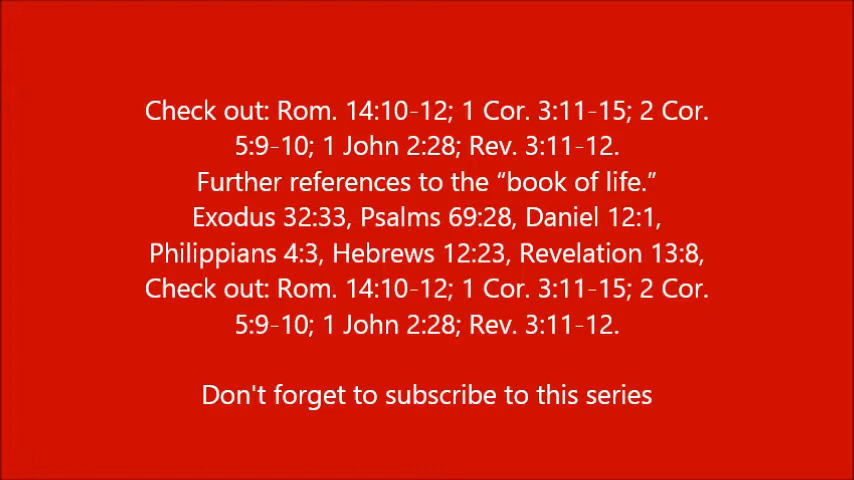 Check out: Rom. 14:10-12; 1 Cor. 3:11-15; 2 Cor.
5:9-10; 1 John 2:28; Rev. 3:11-12.
Further references to the “book of life.”
Exodus 32:33, Psalms 69:28, Daniel 12:1,
Philippians 4:3, Hebrews 12:23, Revelation 13:8,
Check out: Rom. 14:10-12; 1 Cor. 3:11-15; 2 Cor.
5:9-10; 1 John 2:28; Rev. 3:11-12.
Don't forget to subscribe to this series